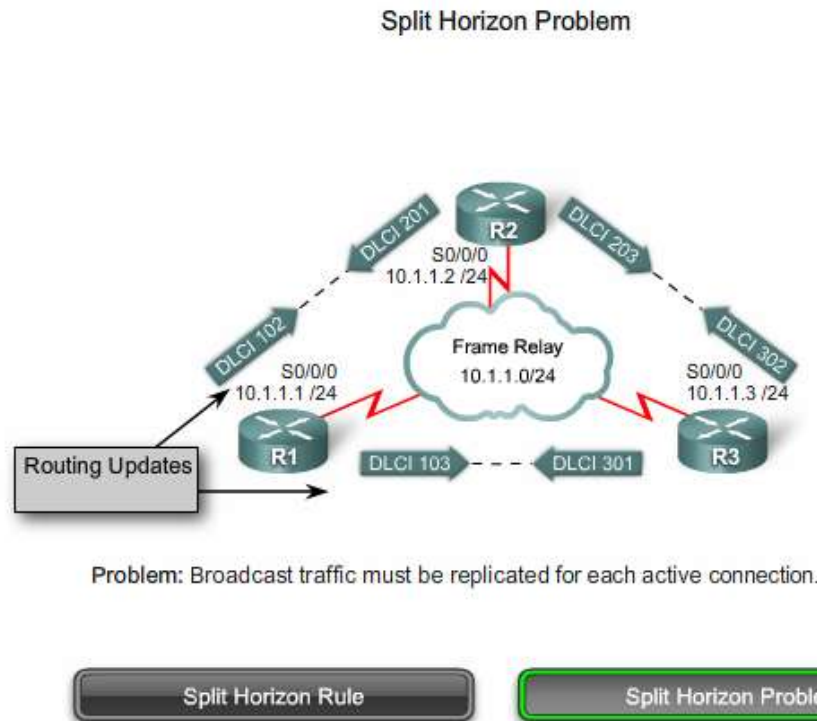 Split Horizon Problem
DLCI 201
R2
DLCI 203
S0/0/0
10.1.1.2 /24
DLCI 102
DLCI 302
Frame Relay
10.1.1.0/24
S0/0/0
10.1.1.1 /24
S0/0/0
10.1.1.3 /24
Routing Updates
R1
DLCI 103
DLCI 301
R3
Problem: Broadcast traffic must be replicated for each active connection.
Split Horizon Rule
Split Horizon Proble